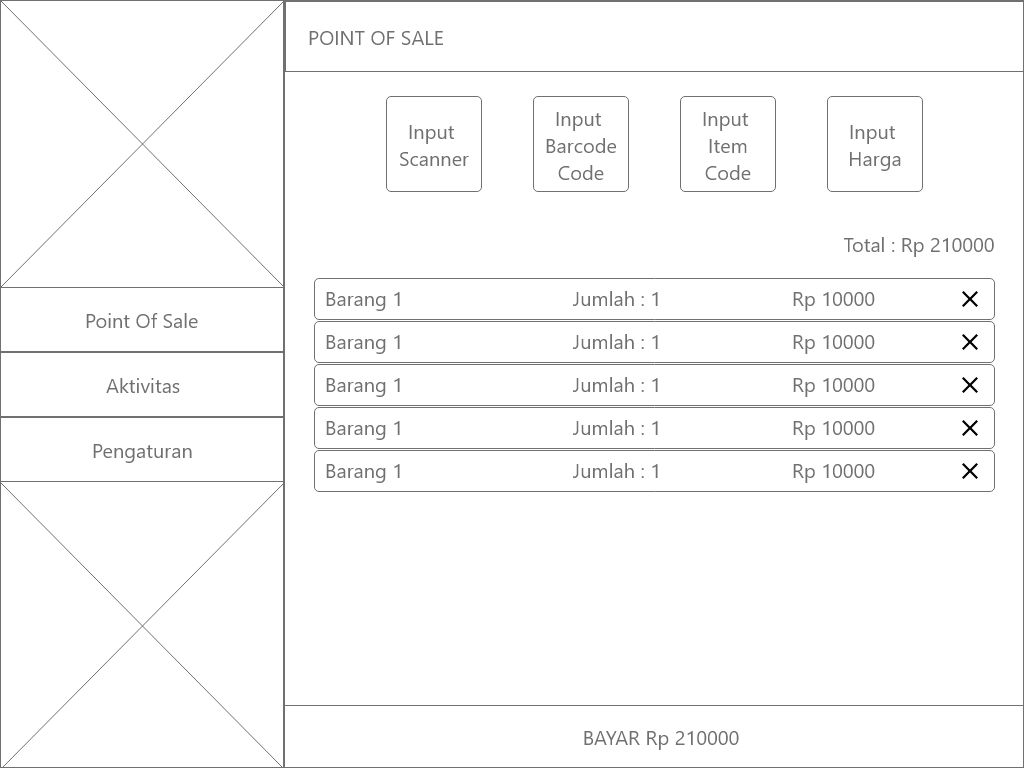 POINT OF SALE
Input
Scanner
Input
Barcode
Code
Input
Item
Code
Input
Harga
Total : Rp 210000
Barang 1 Jumlah : 1 Rp 10000
Barang 1 Jumlah : 1 Rp 10000
Barang 1 Jumlah : 1 Rp 10000
Barang 1 Jumlah : 1 Rp 10000
Barang 1 Jumlah : 1 Rp 10000
Point Of Sale
Aktivitas
Pengaturan
BAYAR Rp 210000